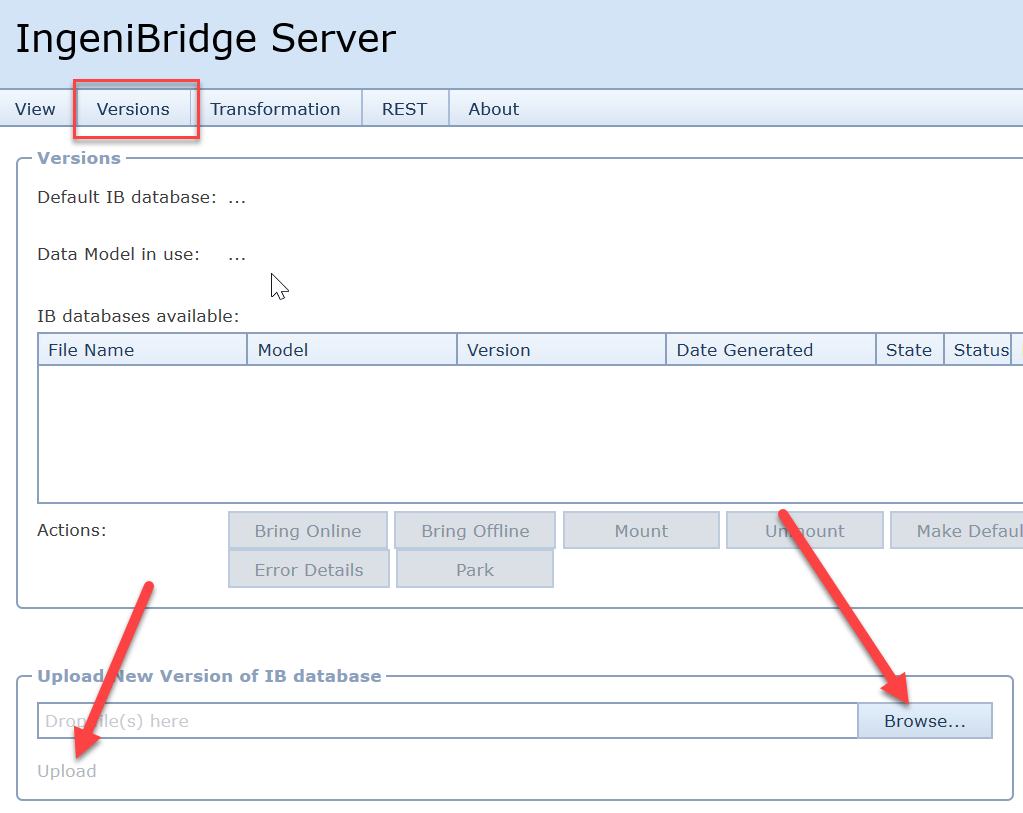 IngeniBridge Server
View Versions Transformation REST About
Versions
Default IB database: ...
Data Model in use: ...
IB databases available:
File Name Model Version Date Generated State Status
Actions: Bring Online Bring Offline Mount Unmount Make Defaul
Error Details Park
Upload New Version of IB database
Drop file(s) here Browse...
Upload